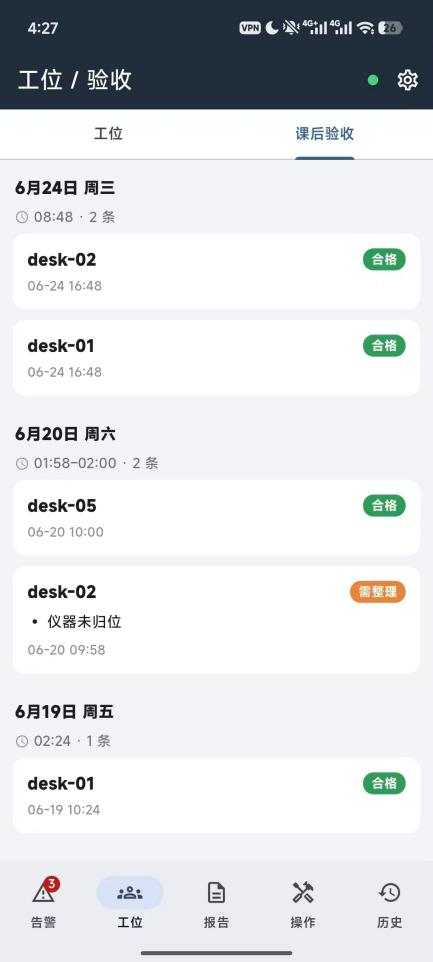 4:27
VPN 4G+ 4G 26
工位 / 验收
工位 课后验收
6月24日 周三
08:48 · 2 条
desk-02 合格
06-24 16:48
desk-01 合格
06-24 16:48
6月20日 周六
01:58–02:00 · 2 条
desk-05 合格
06-20 10:00
desk-02 需整理
• 仪器未归位
06-20 09:58
6月19日 周五
02:24 · 1 条
desk-01 合格
06-19 10:24
3
告警 工位 报告 操作 历史